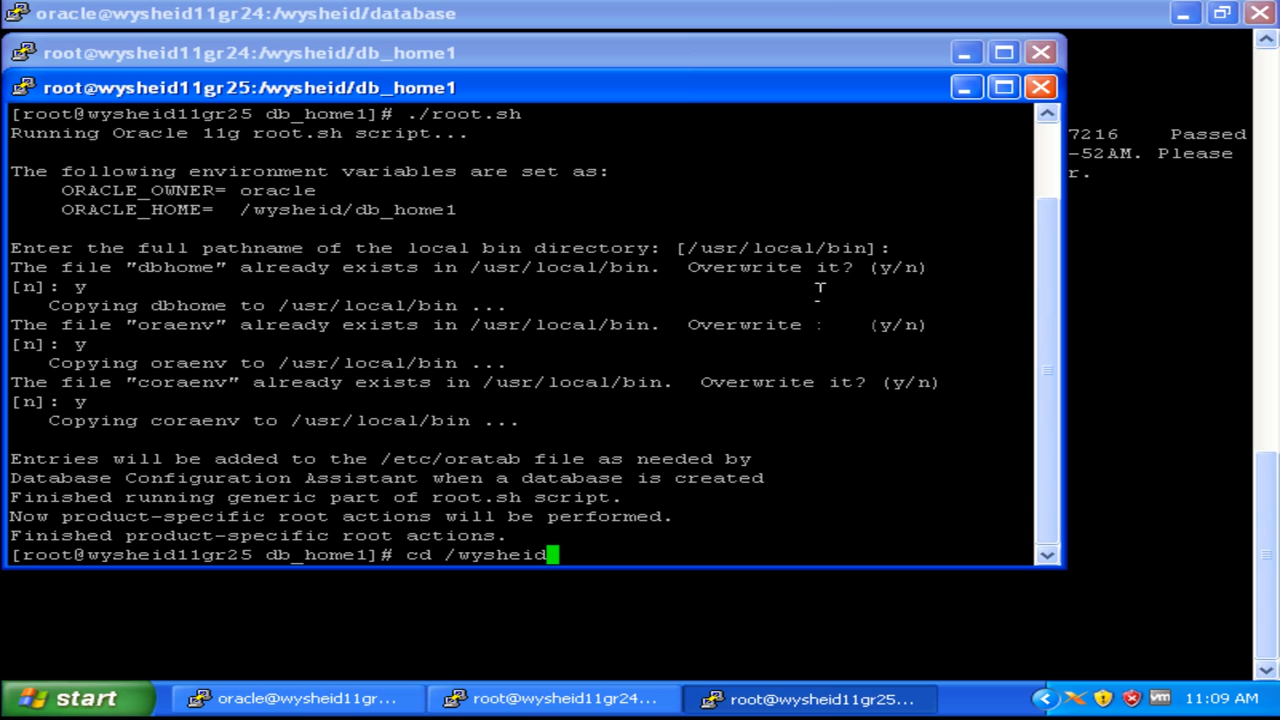 oracle@wysheid11gr24:/wysheid/database
root@wysheid11gr24:/wysheid/db_home1
root@wysheid11gr25:/wysheid/db_home1
[root@wysheid11gr25 db_home1]# ./root.sh
Running Oracle 11g root.sh script...
7216 Passed
-52AM. Please
r.
The following environment variables are set as:
ORACLE_OWNER= oracle
ORACLE_HOME= /wysheid/db_home1
Enter the full pathname of the local bin directory: [/usr/local/bin]:
The file "dbhome" already exists in /usr/local/bin. Overwrite it? (y/n)
[n]: y
Copying dbhome to /usr/local/bin ...
The file "oraenv" already exists in /usr/local/bin. Overwrite : (y/n)
[n]: y
Copying oraenv to /usr/local/bin ...
The file "coraenv" already exists in /usr/local/bin. Overwrite it? (y/n)
[n]: y
Copying coraenv to /usr/local/bin ...
Entries will be added to the /etc/oratab file as needed by
Database Configuration Assistant when a database is created
Finished running generic part of root.sh script.
Now product-specific root actions will be performed.
Finished product-specific root actions.
[root@wysheid11gr25 db_home1]# cd /wysheid
start oracle@wysheid11gr... root@wysheid11gr24... root@wysheid11gr25... vm 11:09 AM